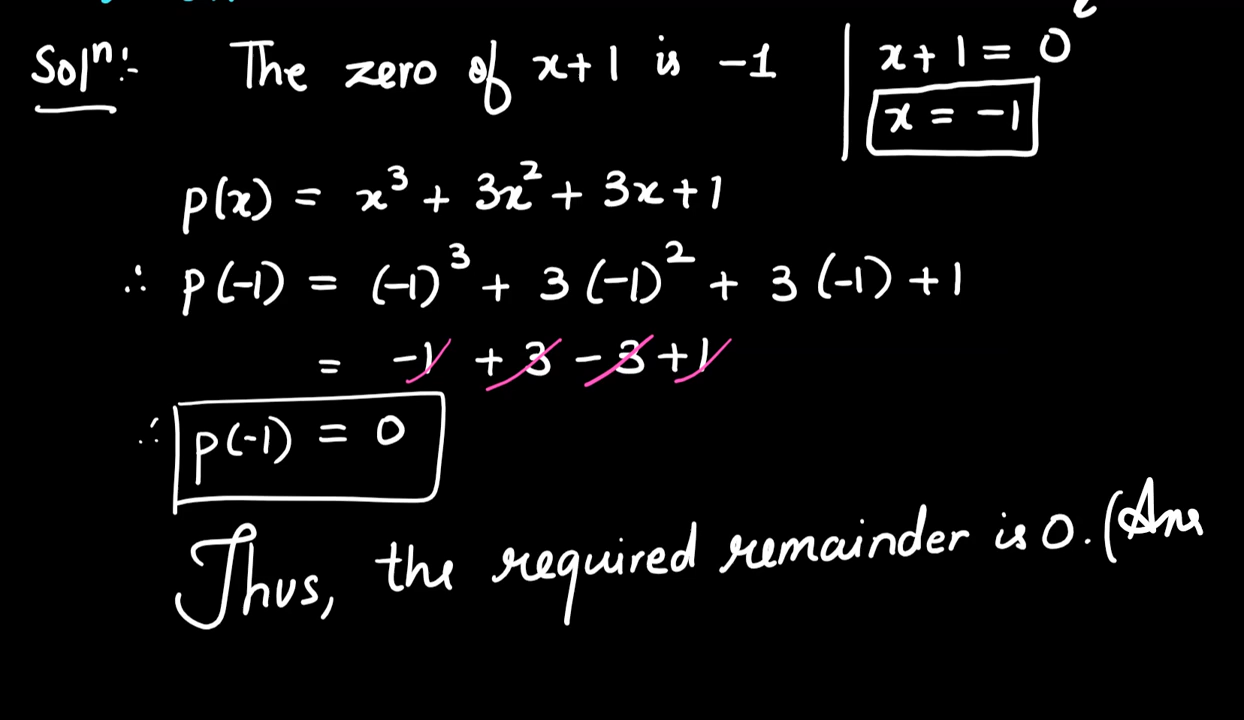 Solⁿ:- The zero of x+1 is -1
x+1=0
x=-1
p(x) = x³ + 3x² + 3x+1
∴ p(-1) = (-1)³ + 3(-1)² + 3(-1)+1
= -1 +3 -3 +1
∴ p(-1) = 0
Thus, the required remainder is 0. (Ans